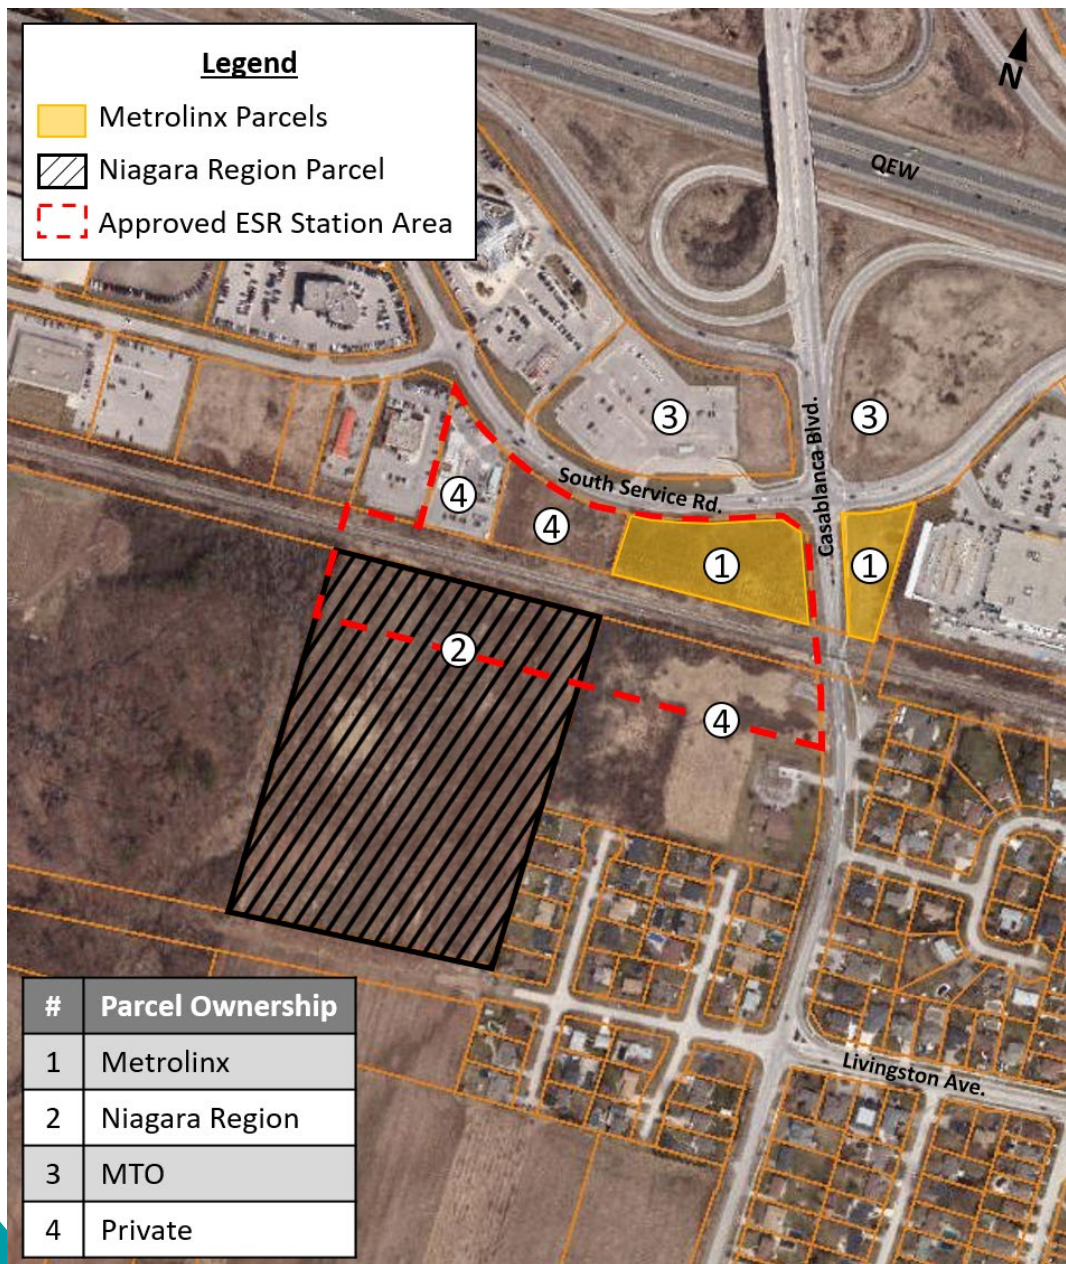 Legend
Metrolinx Parcels
Niagara Region Parcel
Approved ESR Station Area
N
QEW
3
3
Casablanca Blvd.
South Service Rd.
4
4
1
1
2
4
Livingston Ave.
# Parcel Ownership
1 Metrolinx
2 Niagara Region
3 MTO
4 Private